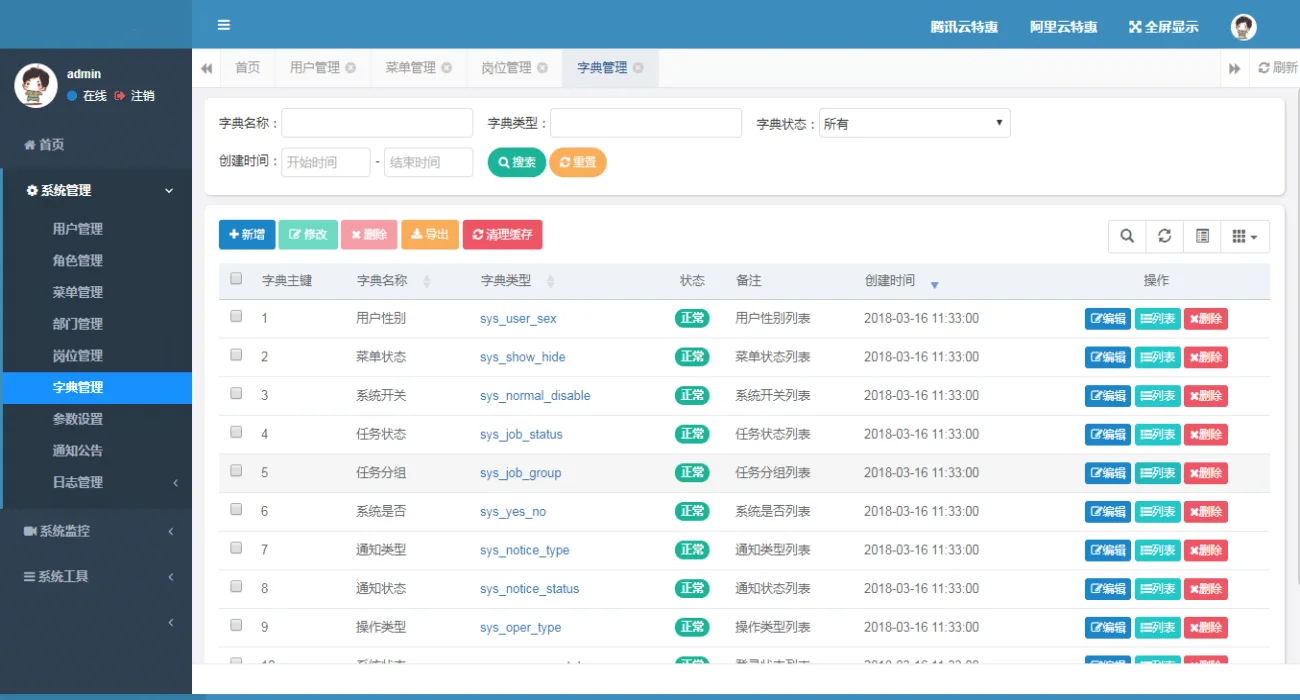 腾讯云特惠 阿里云特惠 全屏显示
admin
在线 注销
首页 用户管理 菜单管理 岗位管理 字典管理 刷新
首页
系统管理
用户管理
角色管理
菜单管理
部门管理
岗位管理
字典管理
参数设置
通知公告
日志管理
系统监控
系统工具
字典名称： 字典类型： 字典状态： 所有
创建时间： 开始时间 - 结束时间 搜索 重置
新增 修改 删除 导出 清理缓存
字典主键 字典名称 字典类型 状态 备注 创建时间 操作
1 用户性别 sys_user_sex 正常 用户性别列表 2018-03-16 11:33:00 编辑 列表 删除
2 菜单状态 sys_show_hide 正常 菜单状态列表 2018-03-16 11:33:00 编辑 列表 删除
3 系统开关 sys_normal_disable 正常 系统开关列表 2018-03-16 11:33:00 编辑 列表 删除
4 任务状态 sys_job_status 正常 任务状态列表 2018-03-16 11:33:00 编辑 列表 删除
5 任务分组 sys_job_group 正常 任务分组列表 2018-03-16 11:33:00 编辑 列表 删除
6 系统是否 sys_yes_no 正常 系统是否列表 2018-03-16 11:33:00 编辑 列表 删除
7 通知类型 sys_notice_type 正常 通知类型列表 2018-03-16 11:33:00 编辑 列表 删除
8 通知状态 sys_notice_status 正常 通知状态列表 2018-03-16 11:33:00 编辑 列表 删除
9 操作类型 sys_oper_type 正常 操作类型列表 2018-03-16 11:33:00 编辑 列表 删除